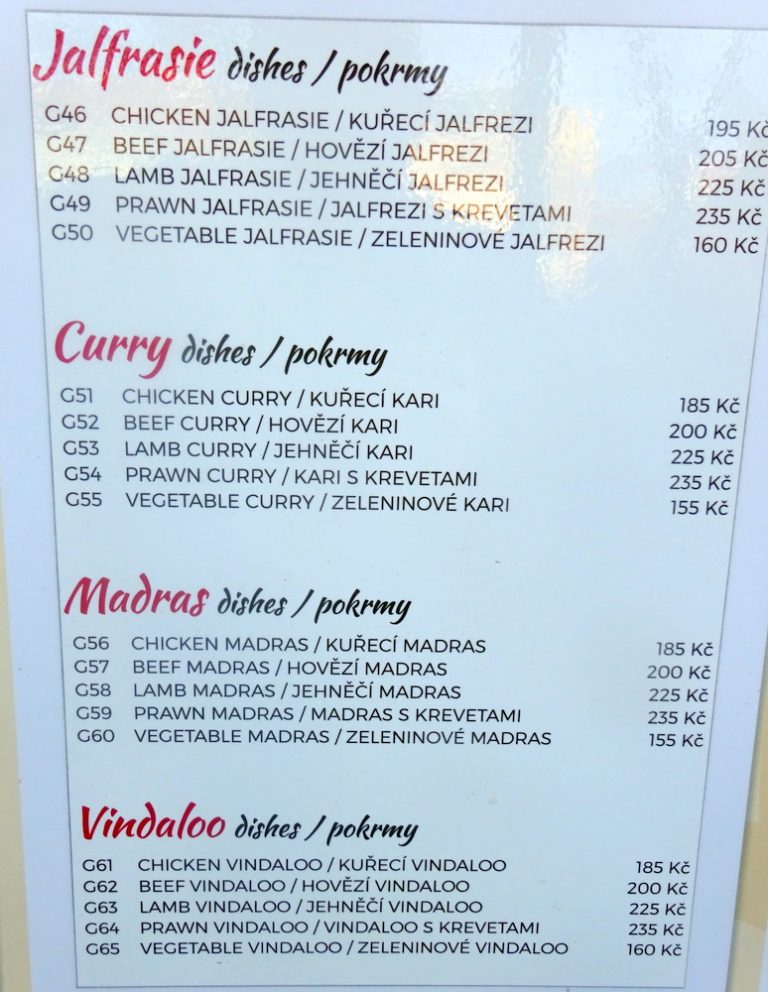 Jalfrasie dishes / pokrmy
G46 CHICKEN JALFRASIE / KUŘECÍ JALFREZI 195 Kč
G47 BEEF JALFRASIE / HOVĚZÍ JALFREZI 205 Kč
G48 LAMB JALFRASIE / JEHNĚČÍ JALFREZI 225 Kč
G49 PRAWN JALFRASIE / JALFREZI S KREVETAMI 235 Kč
G50 VEGETABLE JALFRASIE / ZELENINOVÉ JALFREZI 160 Kč
Curry dishes / pokrmy
G51 CHICKEN CURRY / KUŘECÍ KARI 185 Kč
G52 BEEF CURRY / HOVĚZÍ KARI 200 Kč
G53 LAMB CURRY / JEHNĚČÍ KARI 225 Kč
G54 PRAWN CURRY / KARI S KREVETAMI 235 Kč
G55 VEGETABLE CURRY / ZELENINOVÉ KARI 155 Kč
Madras dishes / pokrmy
G56 CHICKEN MADRAS / KUŘECÍ MADRAS 185 Kč
G57 BEEF MADRAS / HOVĚZÍ MADRAS 200 Kč
G58 LAMB MADRAS / JEHNĚČÍ MADRAS 225 Kč
G59 PRAWN MADRAS / MADRAS S KREVETAMI 235 Kč
G60 VEGETABLE MADRAS / ZELENINOVÉ MADRAS 155 Kč
Vindaloo dishes / pokrmy
G61 CHICKEN VINDALOO / KUŘECÍ VINDALOO 185 Kč
G62 BEEF VINDALOO / HOVĚZÍ VINDALOO 200 Kč
G63 LAMB VINDALOO / JEHNĚČÍ VINDALOO 225 Kč
G64 PRAWN VINDALOO / VINDALOO S KREVETAMI 235 Kč
G65 VEGETABLE VINDALOO / ZELENINOVÉ VINDALOO 160 Kč